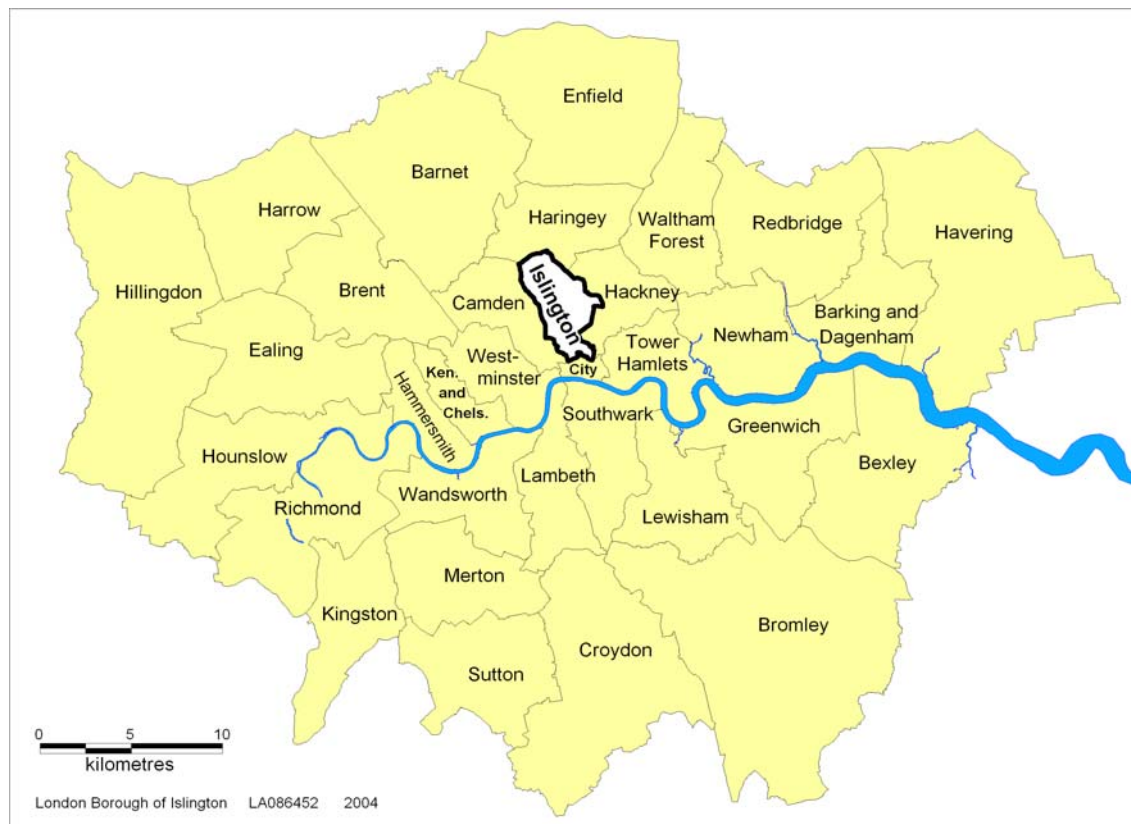 Enfield
Barnet
Harrow
Haringey
Waltham
Forest
Redbridge
Havering
Hillingdon
Brent
Camden
Islington
Hackney
Barking and
Dagenham
Newham
Ealing
West-
minster
Tower
Hamlets
City
Ken.
and
Chels.
Hammersmith
Southwark
Greenwich
Hounslow
Bexley
Lambeth
Wandsworth
Richmond
Lewisham
Merton
Kingston
Bromley
Croydon
Sutton
0 5 10
kilometres
London Borough of Islington LA086452 2004